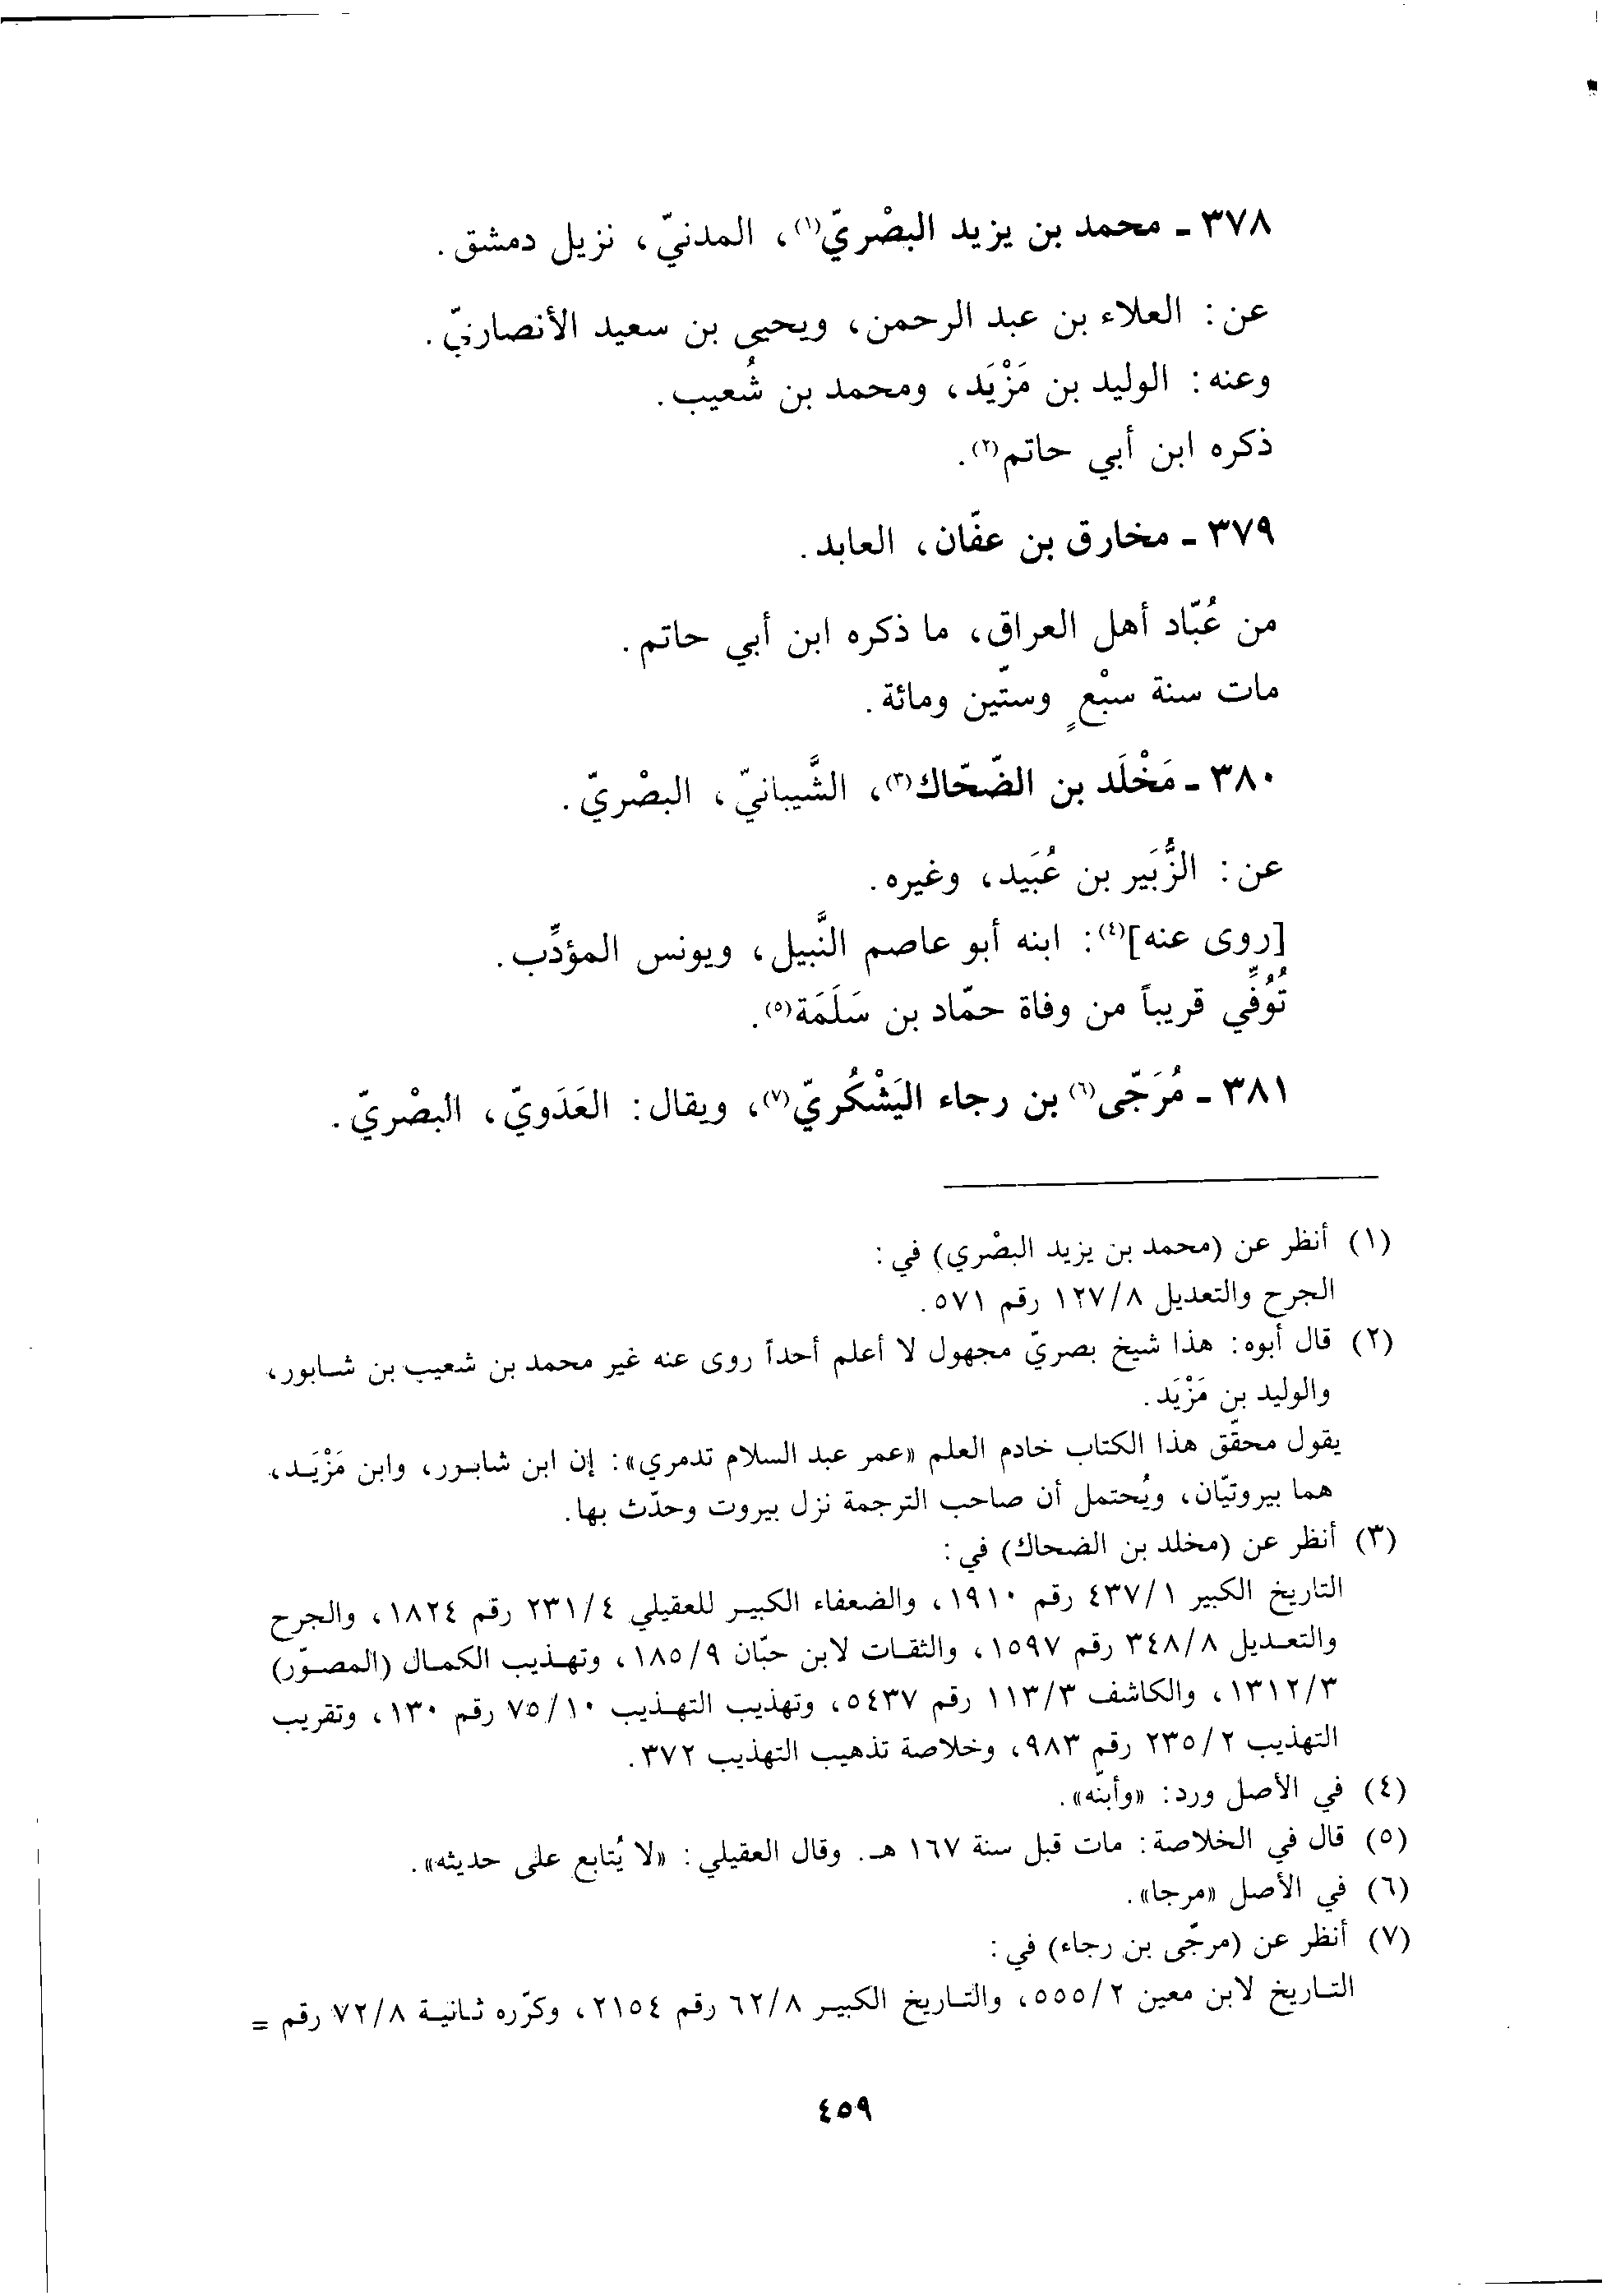 ٣٧٨ ـ محمد بن يزيد البصْريّ(١)، المدنيّ، نزيل دمشق.
عن: العلاء بن عبد الرحمن، ويحيى بن سعيد الأنصاريّ.
وعنه: الوليد بن مَزْيَد، ومحمد بن شُعيب.
ذكره ابن أبي حاتم(٢).
٣٧٩ ـ مخارق بن عفّان، العابد.
من عُبّاد أهل العراق، ما ذكره ابن أبي حاتم.
مات سنة سبْعٍ وستّين ومائة.
٣٨٠ ـ مَخْلَد بن الضّحّاك(٣)، الشَّيبانيّ، البصْريّ.
عن: الزُّبَير بن عُبَيد، وغيره.
[روى عنه](٤): ابنه أبو عاصم النَّبيل، ويونس المؤدِّب.
تُوُفِّي قريباً من وفاة حمّاد بن سَلَمَة(٥).
٣٨١ ـ مُرَجّى(٦) بن رجاء اليَشْكُريّ(٧)، ويقال: العَدَويّ، البصْريّ.
(١) أنظر عن (محمد بن يزيد البصْري) في:
الجرح والتعديل ١٢٧/٨ رقم ٥٧١.
(٢) قال أبوه: هذا شيخ بصريّ مجهول لا أعلم أحداً روى عنه غير محمد بن شعيب بن شابور،
والوليد بن مَزْيَد.
يقول محقّق هذا الكتاب خادم العلم «عمر عبد السلام تدمري»: إن ابن شابور، وابن مَزْيَد،
هما بيروتيّان، ويُحتمل أن صاحب الترجمة نزل بيروت وحدّث بها.
(٣) أنظر عن (مخلد بن الضحاك) في:
التاريخ الكبير ٤٣٧/١ رقم ١٩١٠، والضعفاء الكبير للعقيلي ٢٣١/٤ رقم ١٨٢٤، والجرح
والتعديل ٣٤٨/٨ رقم ١٥٩٧، والثقات لابن حبّان ١٨٥/٩، وتهذيب الكمال (المصوّر)
١٣١٢/٣، والكاشف ١١٣/٣ رقم ٥٤٣٧، وتهذيب التهذيب ٧٥/١٠ رقم ١٣٠، وتقريب
التهذيب ٢٣٥/٢ رقم ٩٨٣، وخلاصة تذهيب التهذيب ٣٧٢.
(٤) في الأصل ورد: «وأبنّه».
(٥) قال في الخلاصة: مات قبل سنة ١٦٧ هـ. وقال العقيلي: «لا يُتابع على حديثه».
(٦) في الأصل «مرجا».
(٧) أنظر عن (مرجّى بن رجاء) في:
التاريخ لابن معين ٥٥٥/٢، والتاريخ الكبير ٦٢/٨ رقم ٢١٥٤، وكرّره ثانية ٧٢/٨ رقم =
٤٥٩